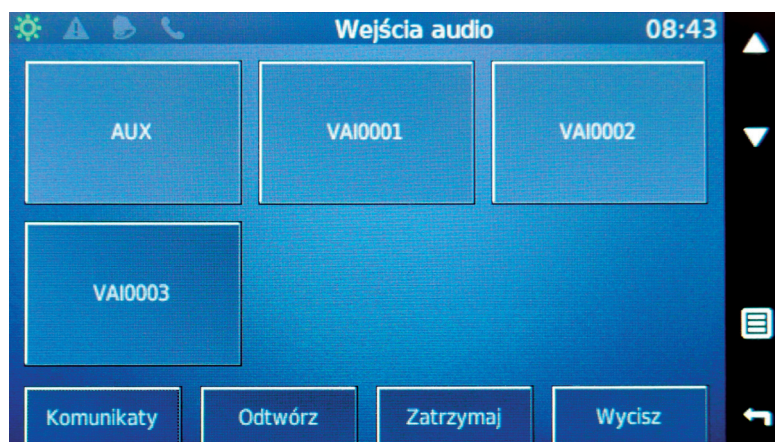 Wejścia audio 08:43
AUX VAI0001 VAI0002
VAI0003
Komunikaty Odtwórz Zatrzymaj Wycisz